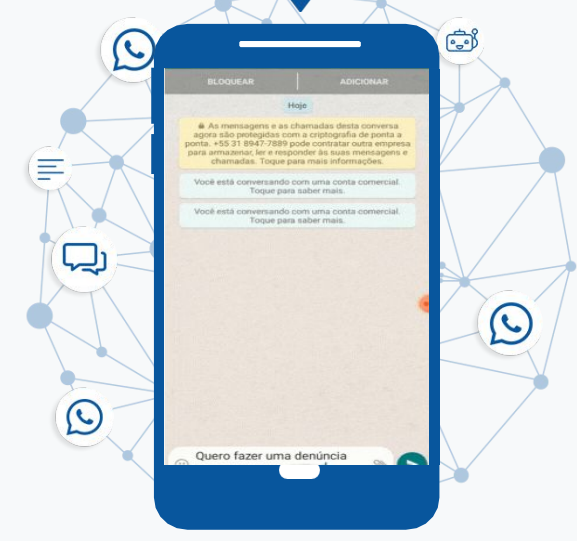 BLOQUEAR
ADICIONAR
Hoje
As mensagens e as chamadas desta conversa
agora são protegidas com a criptografia de ponta a
ponta. +55 31 8947-7889 pode contratar outra empresa
para armazenar, ler e responder às suas mensagens e
chamadas. Toque para mais informações.
Você está conversando com uma conta comercial.
Toque para saber mais.
Você está conversando com uma conta comercial.
Toque para saber mais.
Quero fazer uma denúncia